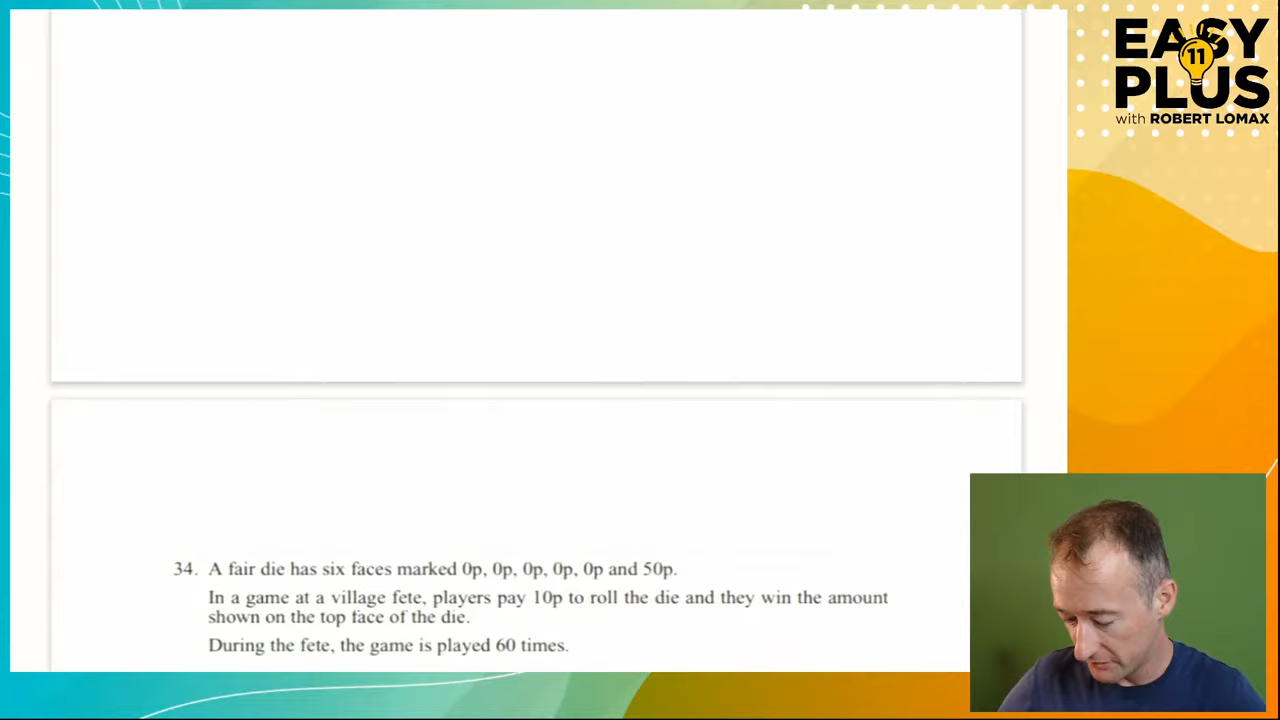 EASY
11
PLUS
with ROBERT LOMAX
34. A fair die has six faces marked 0p, 0p, 0p, 0p, 0p and 50p.
In a game at a village fete, players pay 10p to roll the die and they win the amount
shown on the top face of the die.
During the fete, the game is played 60 times.